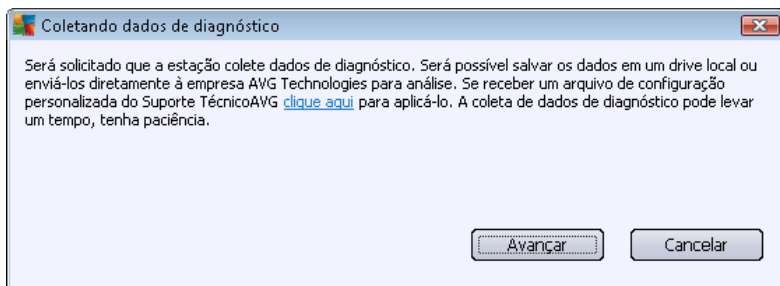 Coletando dados de diagnóstico
Será solicitado que a estação colete dados de diagnóstico. Será possível salvar os dados em um drive local ou
enviá-los diretamente à empresa AVG Technologies para análise. Se receber um arquivo de configuração
personalizada do Suporte TécnicoAVG clique aqui para aplicá-lo. A coleta de dados de diagnóstico pode levar
um tempo, tenha paciência.
Avançar Cancelar